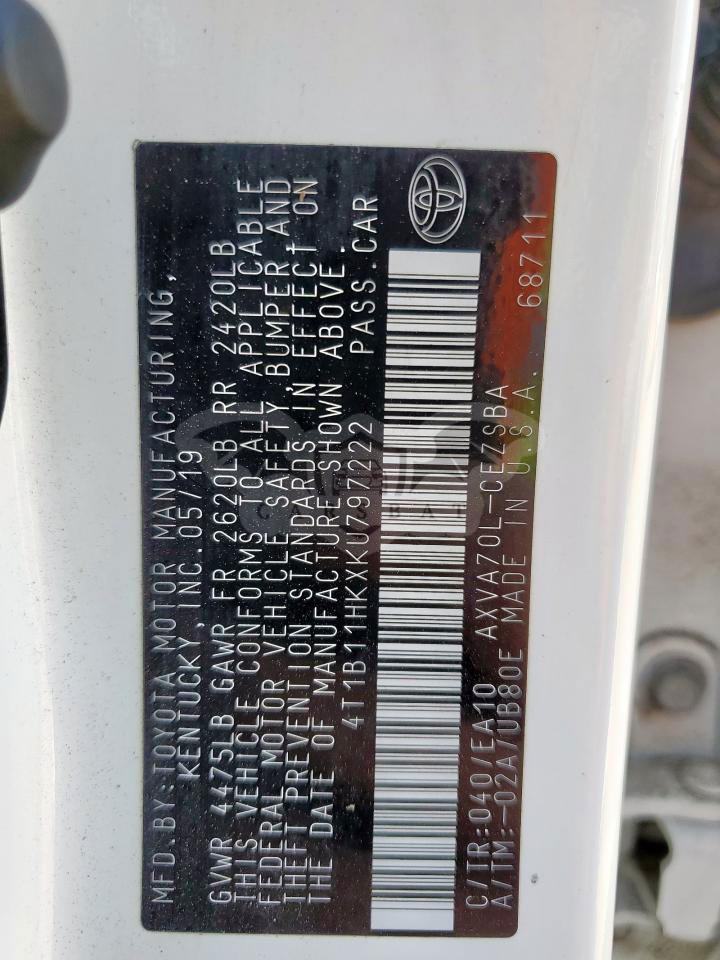 MFD.BY:TOYOTA MOTOR MANUFACTURING,
KENTUCKY,INC.05/19
GVWR 4475LB GAWR FR 2620LB RR 2420LB
THIS VEHICLE CONFORMS TO ALL APPLICABLE
FEDERAL MOTOR VEHICLE SAFETY, BUMPER AND
THEFT PREVENTION STANDARDS IN EFFECT ON
THE DATE OF MANUFACTURE SHOWN ABOVE.
4T1B11HKXKU797222 PASS.CAR
C/TR:040/EA10 AXVA70L-CEZSBA
A/TM:-02A/UB80E MADE IN U.S.A. 68711
CARSBAT